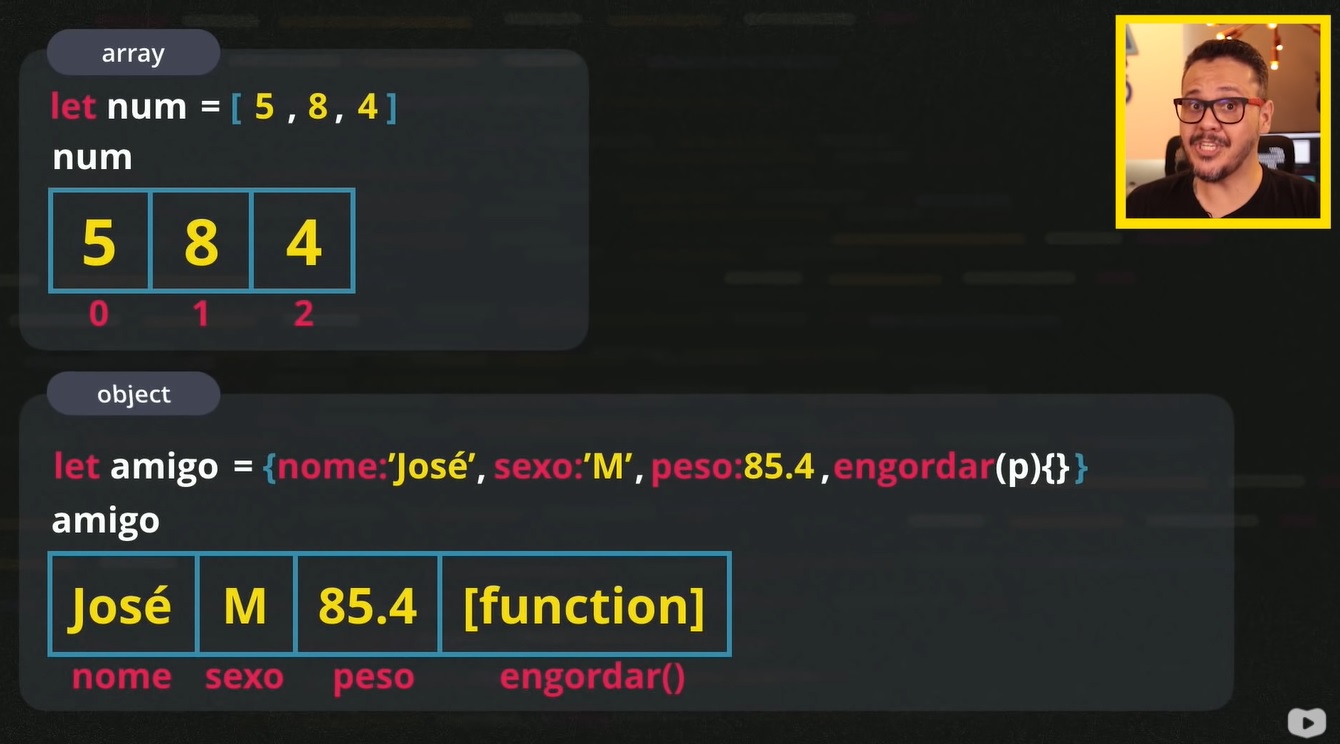 array
let num = [ 5 , 8 , 4 ]
num
5 8 4
0 1 2
object
let amigo = {nome:’José’, sexo:’M’, peso:85.4 , engordar(p){} }
amigo
José M 85.4 [function]
nome sexo peso engordar()